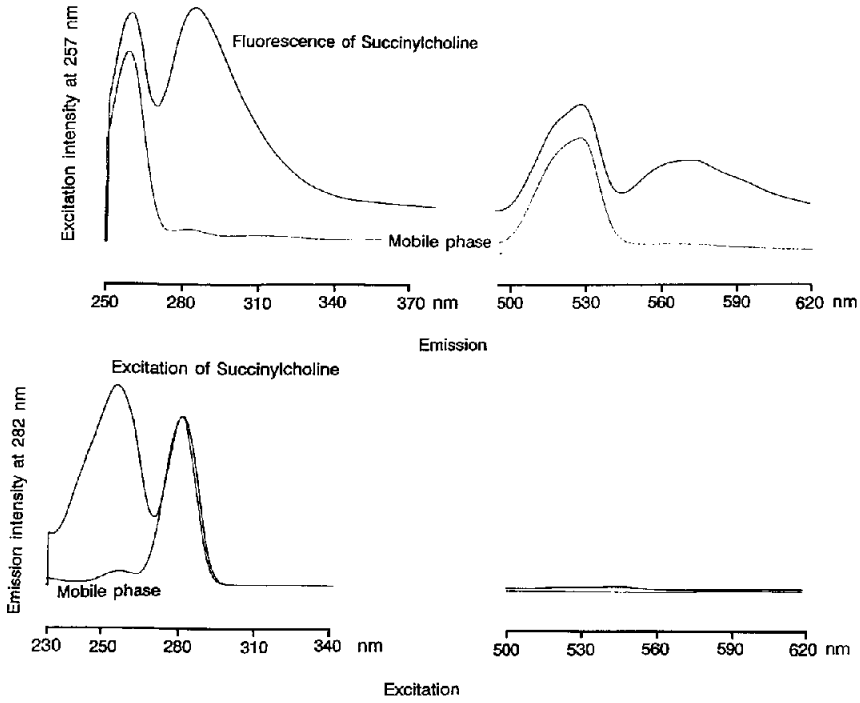 Excitation intensity at 257 nm
Fluorescence of Succinylcholine
Mobile phase
250 280 310 340 370 nm
500 530 560 590 620 nm
Emission
Excitation of Succinylcholine
Emission intensity at 282 nm
Mobile phase
230 250 280 310 340 nm
500 530 560 590 620 nm
Excitation